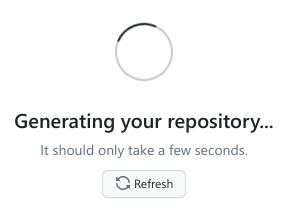 Generating your repository...
It should only take a few seconds.
Refresh